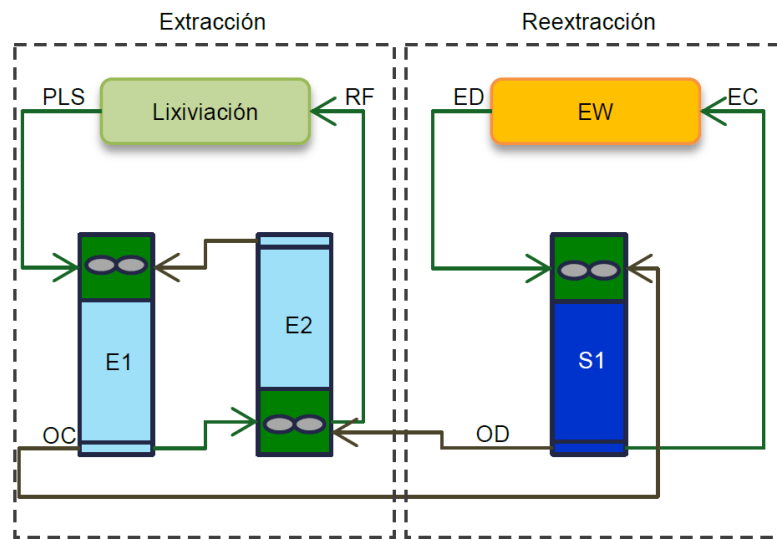 Extracción
Reextracción
PLS
Lixiviación
RF
ED
EW
EC
E1
E2
S1
OC
OD